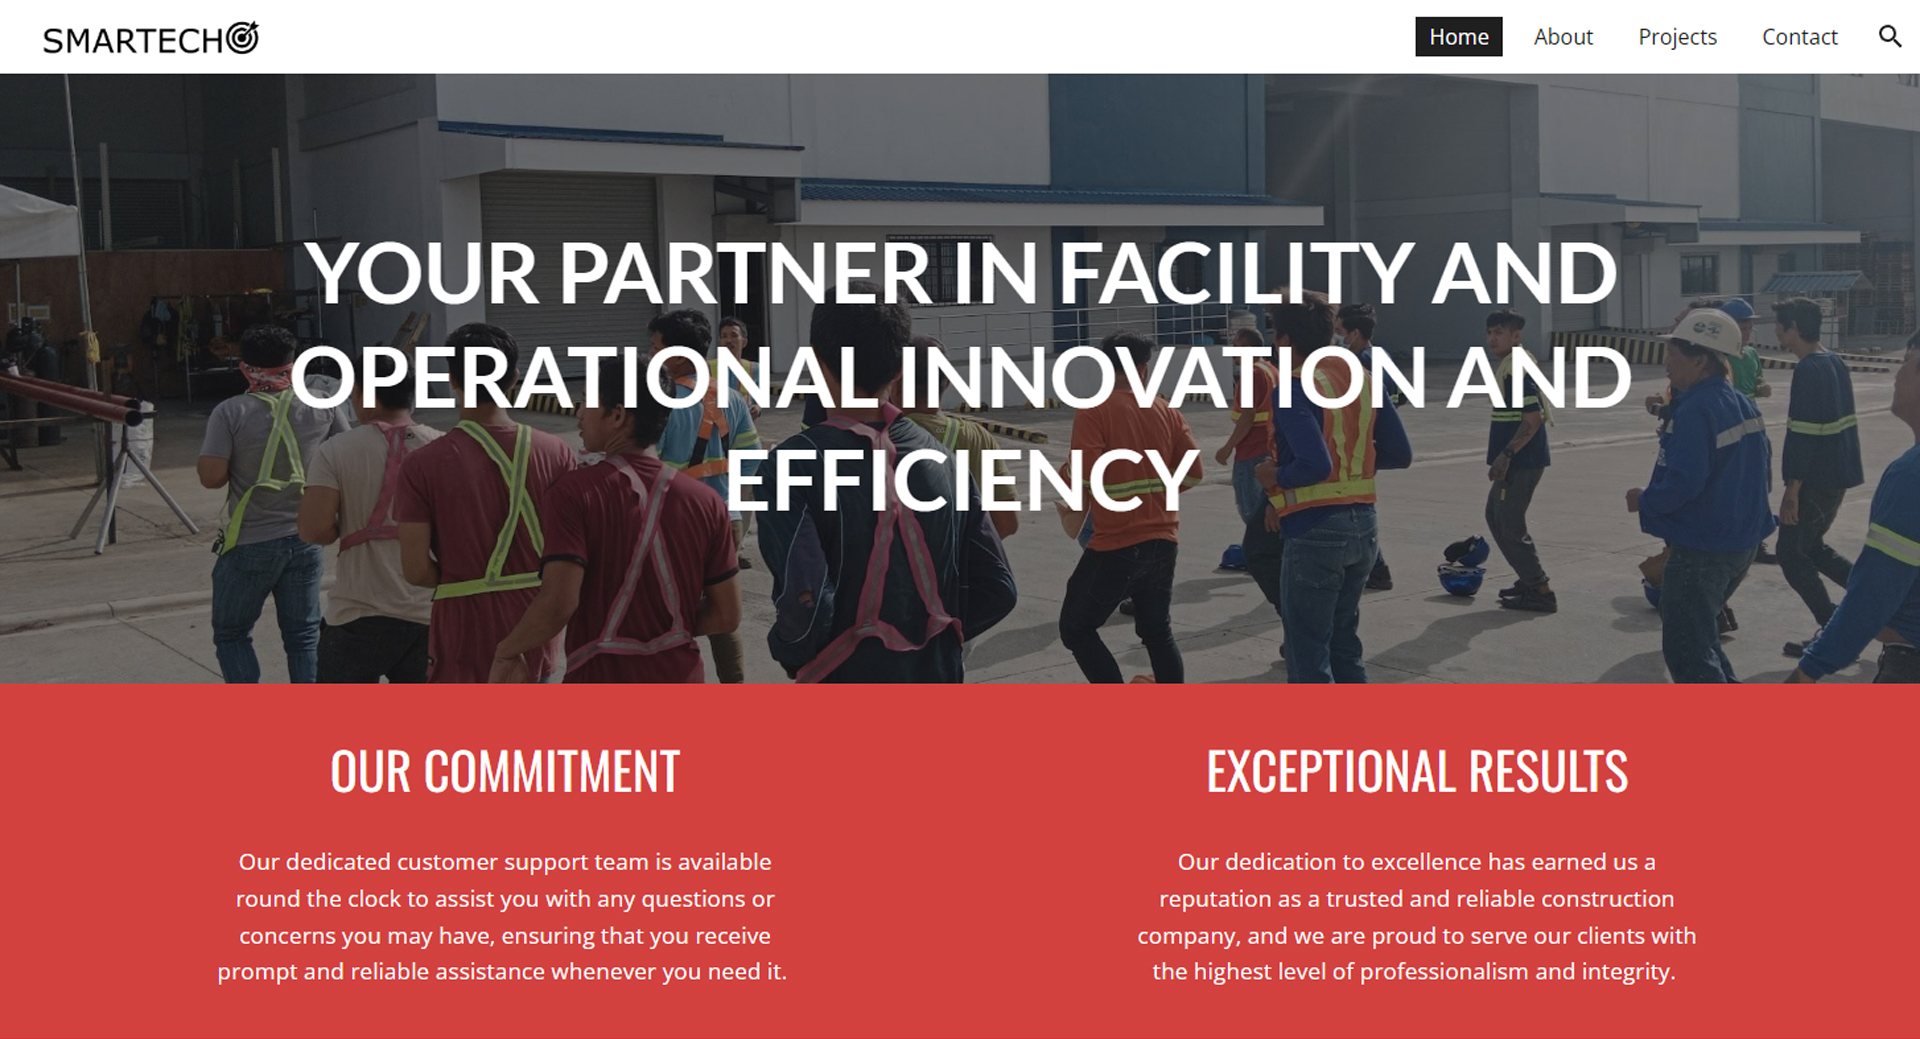 SMARTECH
Home
About
Projects
Contact
YOUR PARTNER IN FACILITY AND
OPERATIONAL INNOVATION AND
EFFICIENCY
OUR COMMITMENT
Our dedicated customer support team is available
round the clock to assist you with any questions or
concerns you may have, ensuring that you receive
prompt and reliable assistance whenever you need it.
EXCEPTIONAL RESULTS
Our dedication to excellence has earned us a
reputation as a trusted and reliable construction
company, and we are proud to serve our clients with
the highest level of professionalism and integrity.